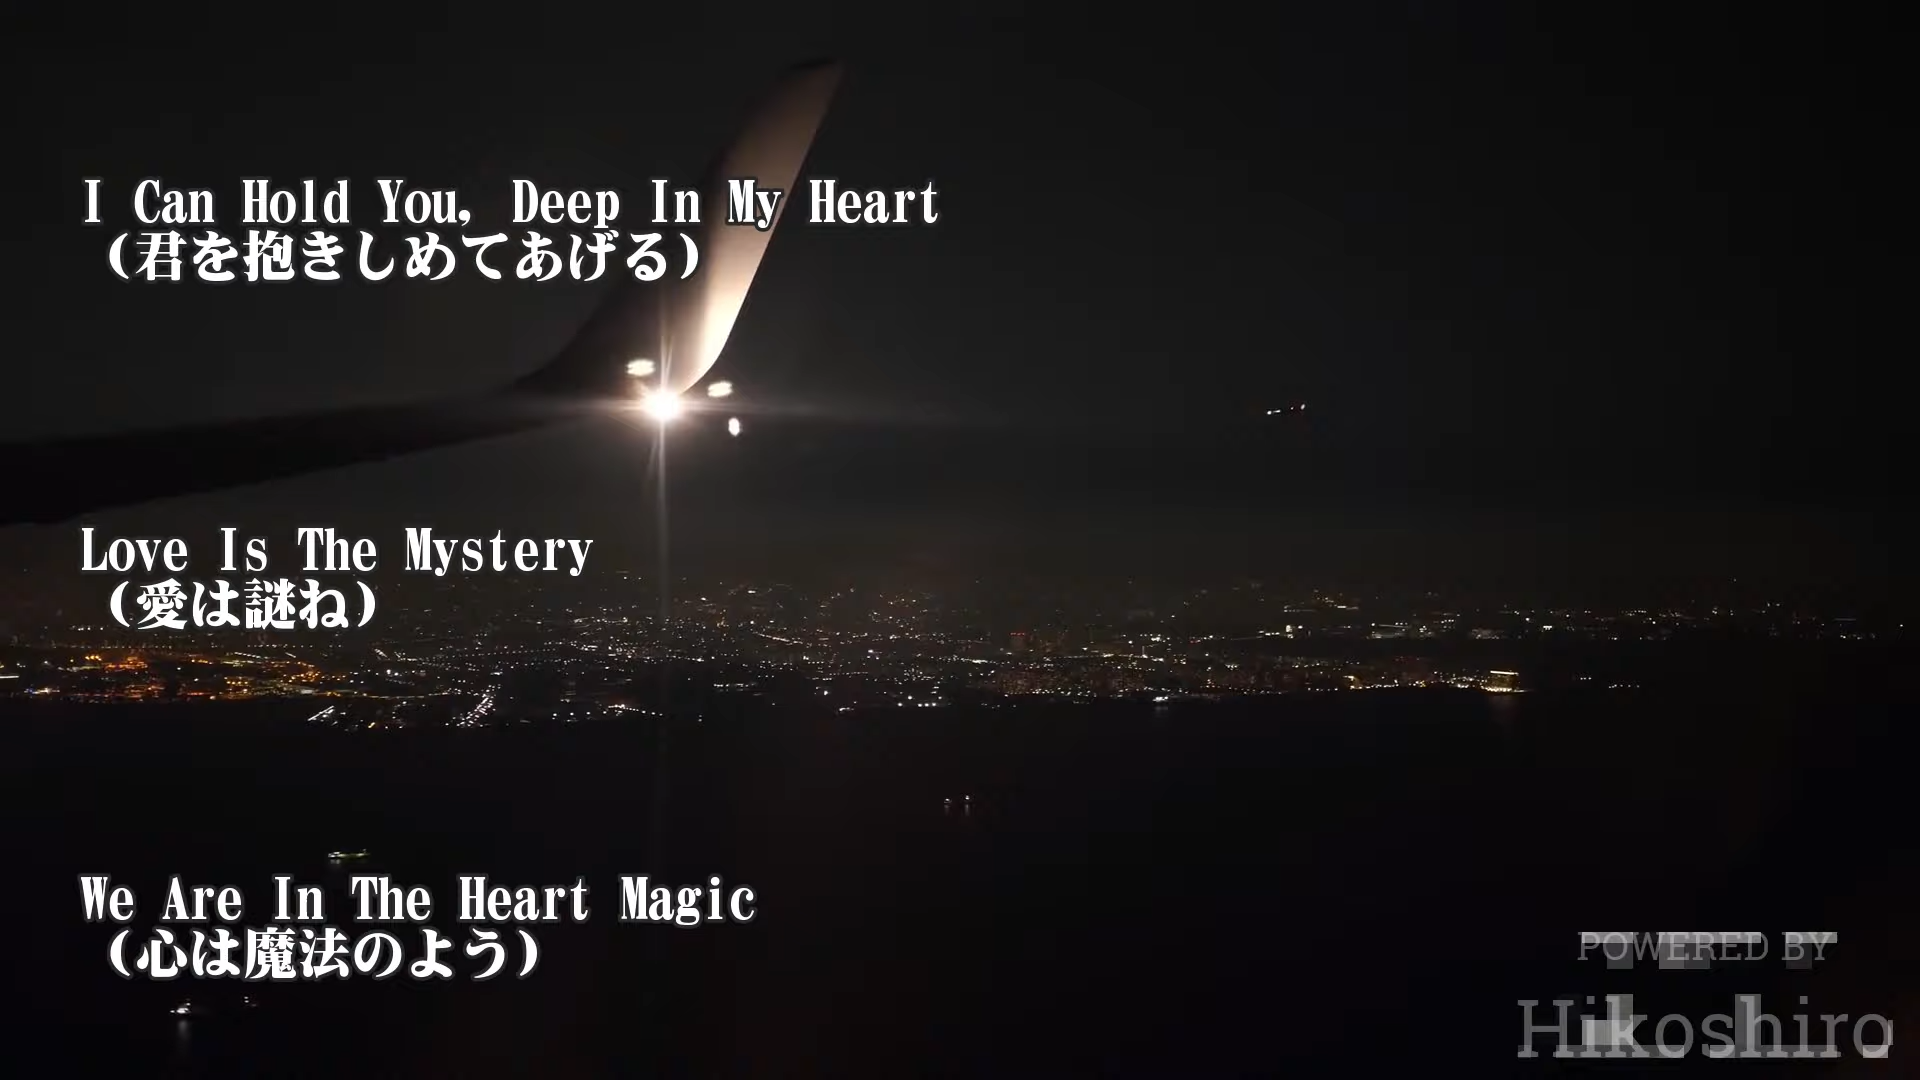 I Can Hold You, Deep In My Heart
（君を抱きしめてあげる）
Love Is The Mystery
（愛は謎ね）
We Are In The Heart Magic
（心は魔法のよう）
POWERED BY
Hikoshiro